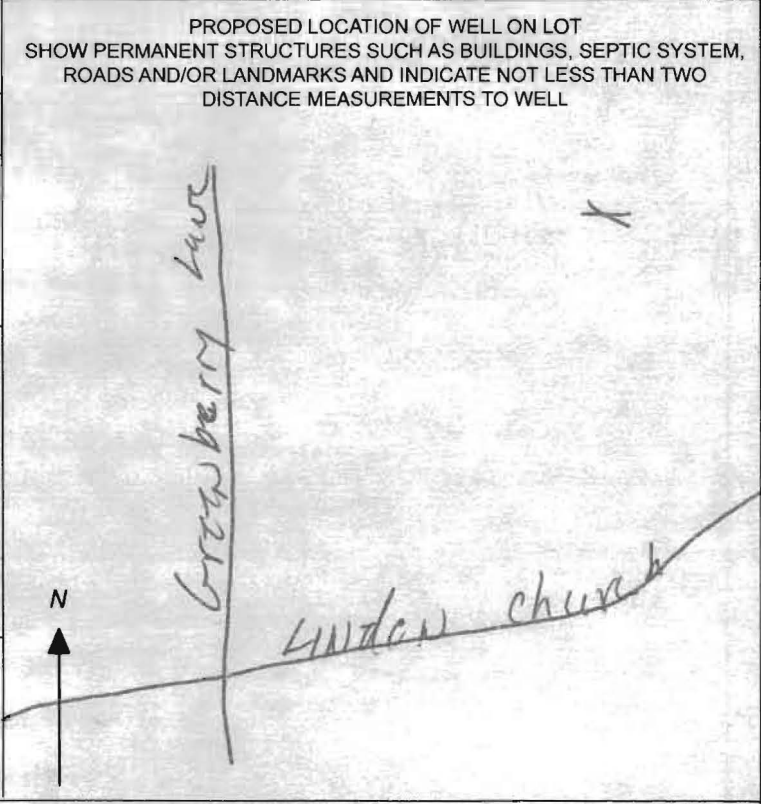 PROPOSED LOCATION OF WELL ON LOT
SHOW PERMANENT STRUCTURES SUCH AS BUILDINGS, SEPTIC SYSTEM,
ROADS AND/OR LANDMARKS AND INDICATE NOT LESS THAN TWO
DISTANCE MEASUREMENTS TO WELL
X
Greenberry Lane
Lindon Church
N